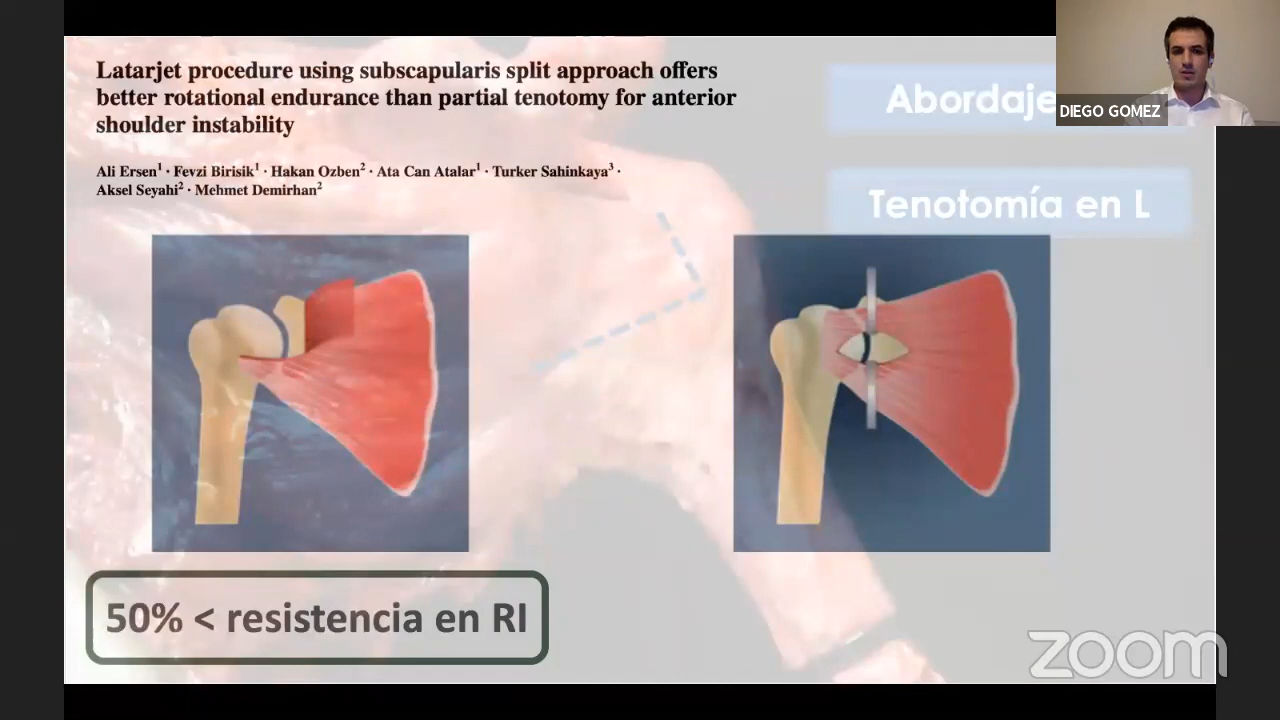 Latarjet procedure using subscapularis split approach offers
better rotational endurance than partial tenotomy for anterior
shoulder instability
Ali Ersen¹ · Fevzi Birisik¹ · Hakan Ozben² · Ata Can Atalar¹ · Turker Sahinkaya³ ·
Aksel Seyahi² · Mehmet Demirhan²
Abordaje
DIEGO GOMEZ
Tenotomía en L
50% < resistencia en RI
zoom